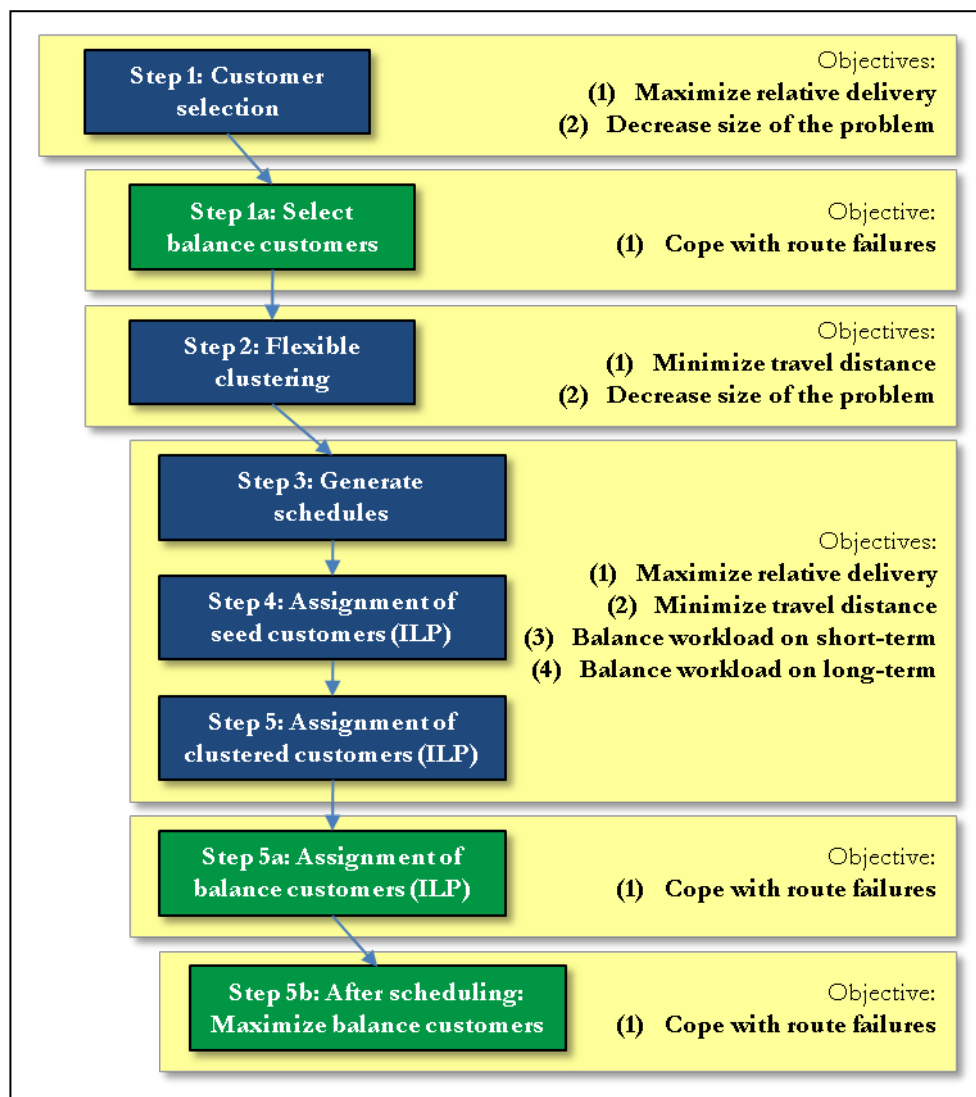 Step 1: Customer
selection
Objectives:
(1) Maximize relative delivery
(2) Decrease size of the problem
Step 1a: Select
balance customers
Objective:
(1) Cope with route failures
Step 2: Flexible
clustering
Objectives:
(1) Minimize travel distance
(2) Decrease size of the problem
Step 3: Generate
schedules
Step 4: Assignment of
seed customers (ILP)
Step 5: Assignment of
clustered customers (ILP)
Objectives:
(1) Maximize relative delivery
(2) Minimize travel distance
(3) Balance workload on short-term
(4) Balance workload on long-term
Step 5a: Assignment of
balance customers (ILP)
Objective:
(1) Cope with route failures
Step 5b: After scheduling:
Maximize balance customers
Objective:
(1) Cope with route failures